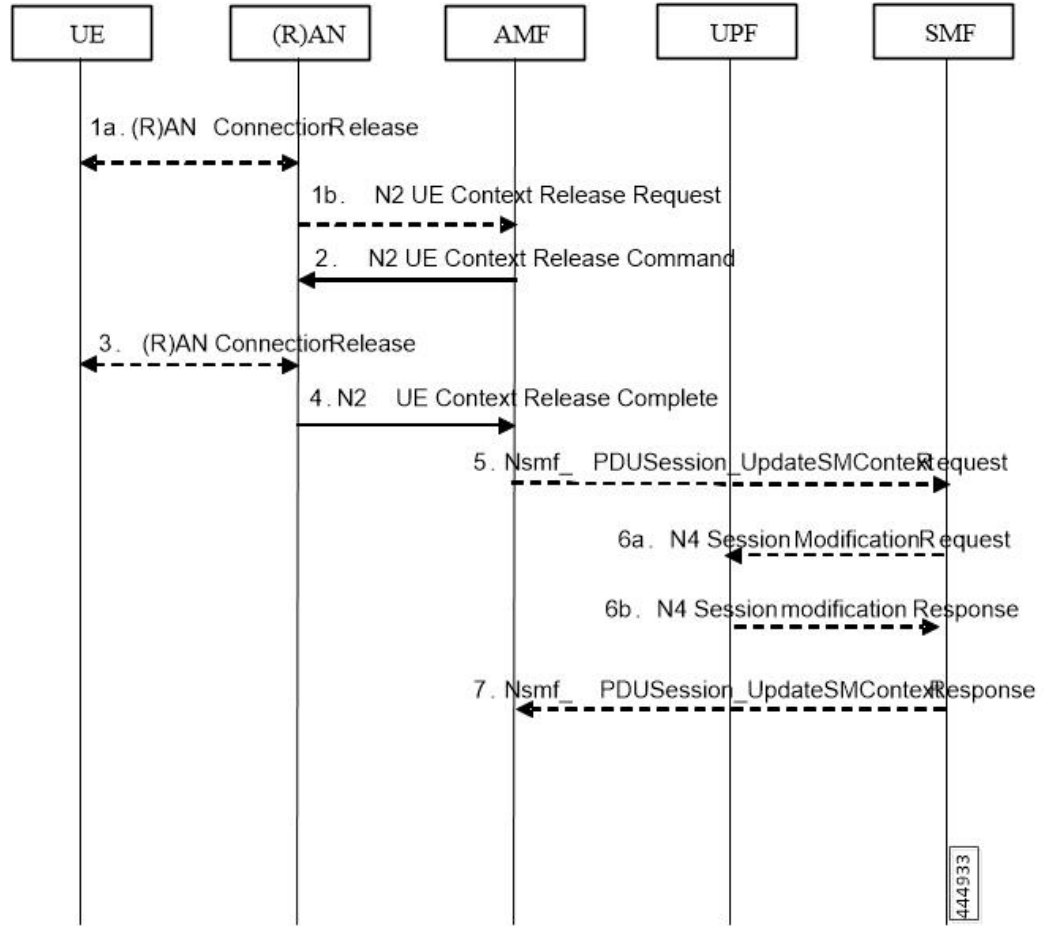 UE
(R)AN
AMF
UPF
SMF
1a. (R)AN ConnectionRelease
1b. N2 UE Context Release Request
2. N2 UE Context Release Command
3. (R)AN ConnectionRelease
4. N2 UE Context Release Complete
5. Nsmf_ PDUSession_UpdateSMContextRequest
6a. N4 Session ModificationRequest
6b. N4 Session modification Response
7. Nsmf_ PDUSession_UpdateSMContextResponse
444933